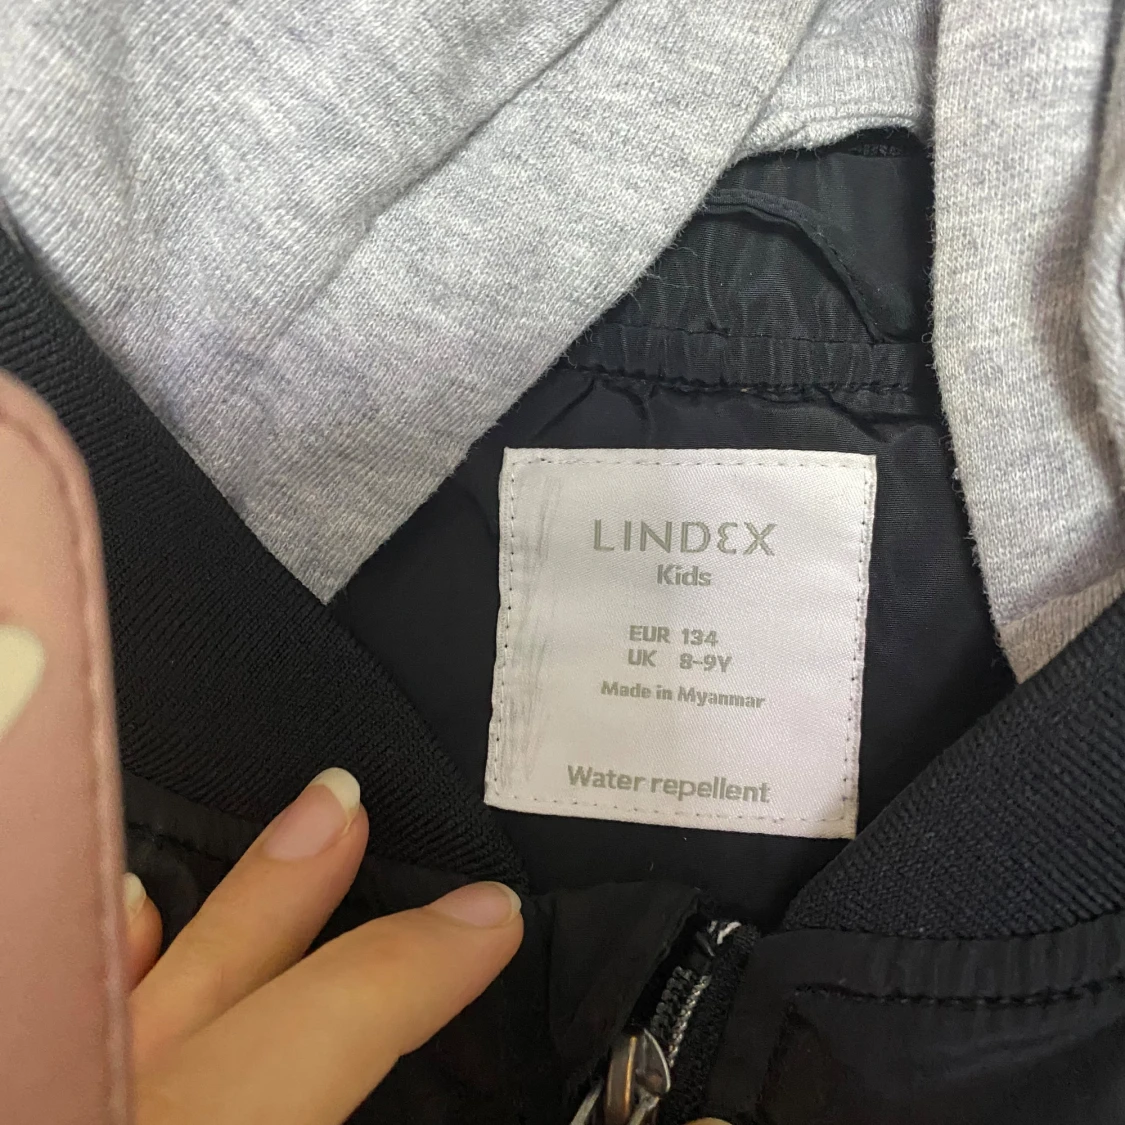 LINDEX
Kids
EUR 134
UK 8-9Y
Made in Myanmar
Water repellent